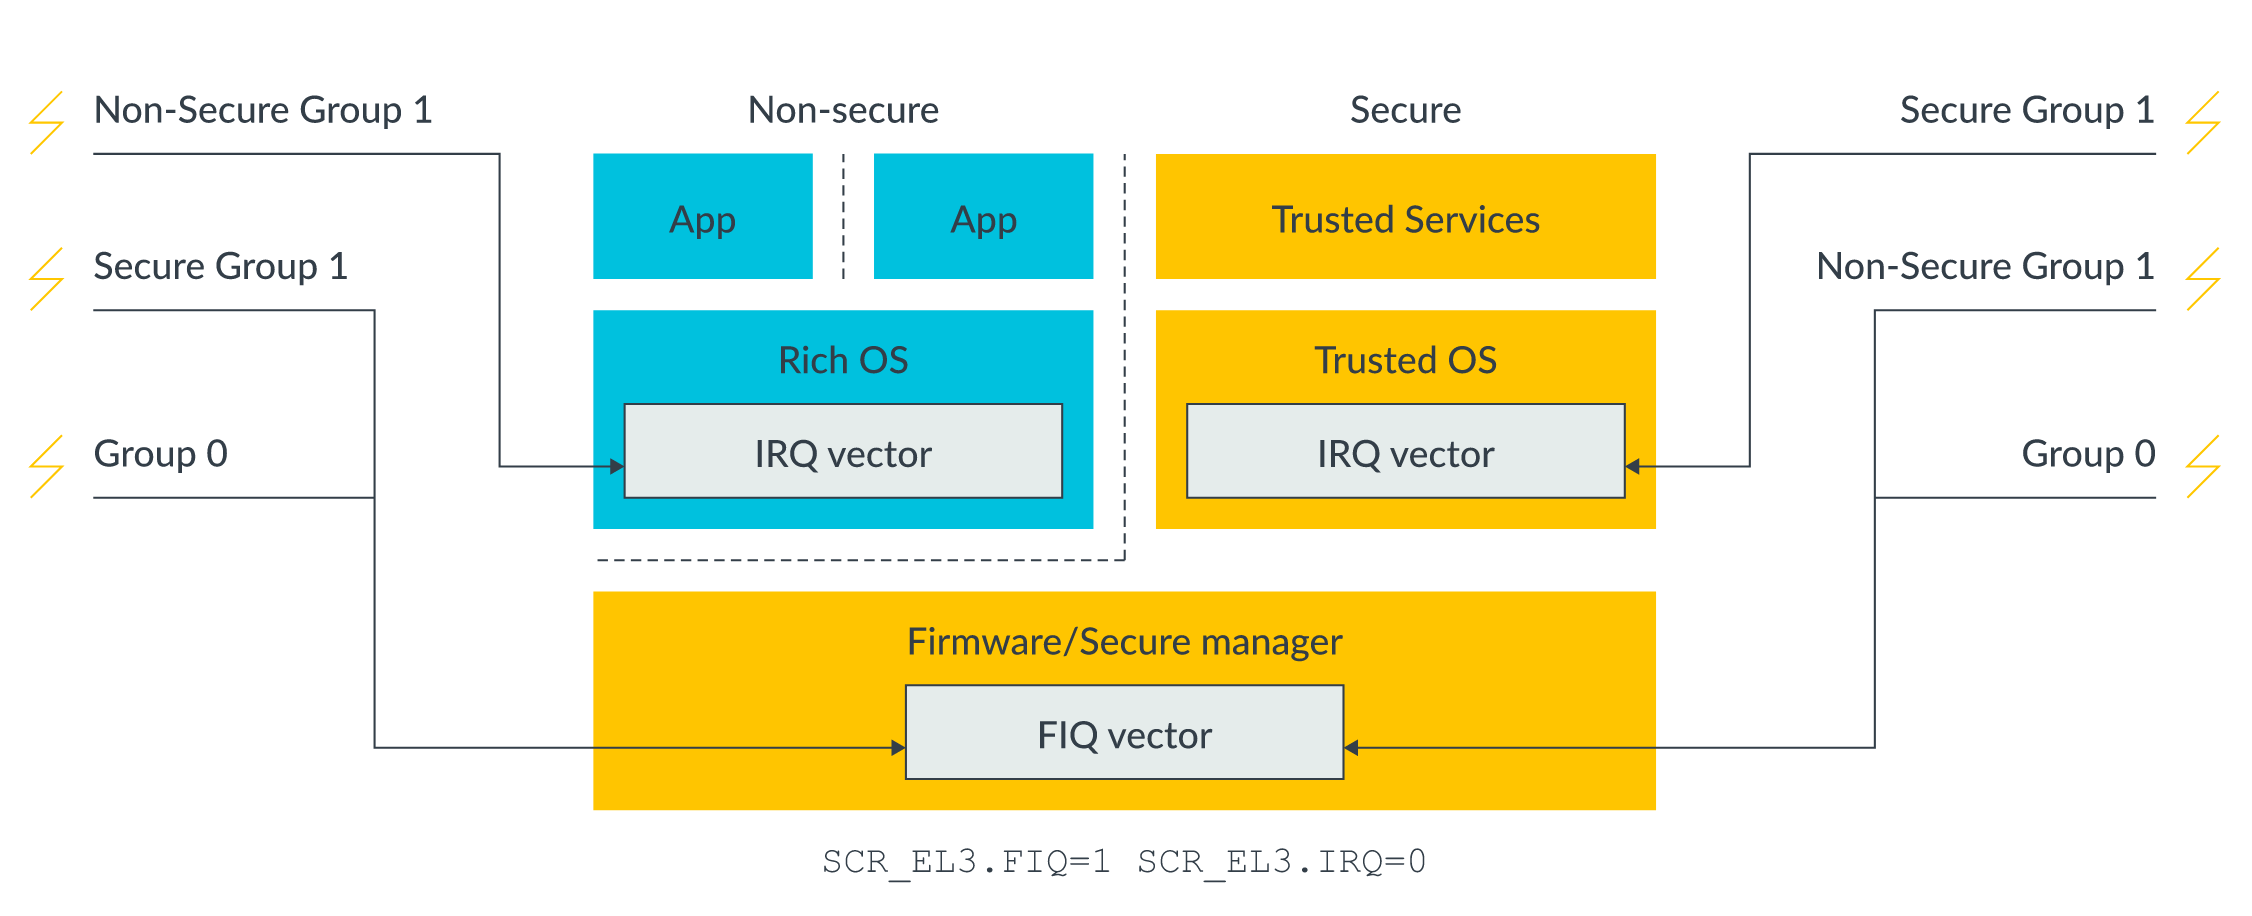 Non-Secure Group 1
Non-secure
Secure
Secure Group 1
App
App
Trusted Services
Secure Group 1
Non-Secure Group 1
Rich OS
Trusted OS
Group 0
IRQ vector
IRQ vector
Group 0
Firmware/Secure manager
FIQ vector
SCR_EL3.FIQ=1 SCR_EL3.IRQ=0